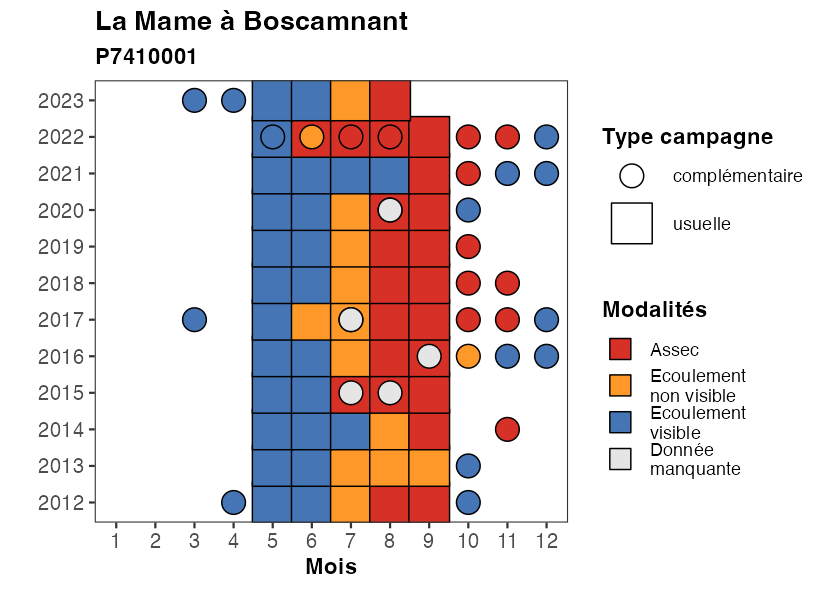 La Mame à Boscamnant
P7410001
2023
2022
2021
2020
2019
2018
2017
2016
2015
2014
2013
2012
1 2 3 4 5 6 7 8 9 10 11 12
Mois
Type campagne
complémentaire
usuelle
Modalités
Assec
Ecoulement
non visible
Ecoulement
visible
Donnée
manquante